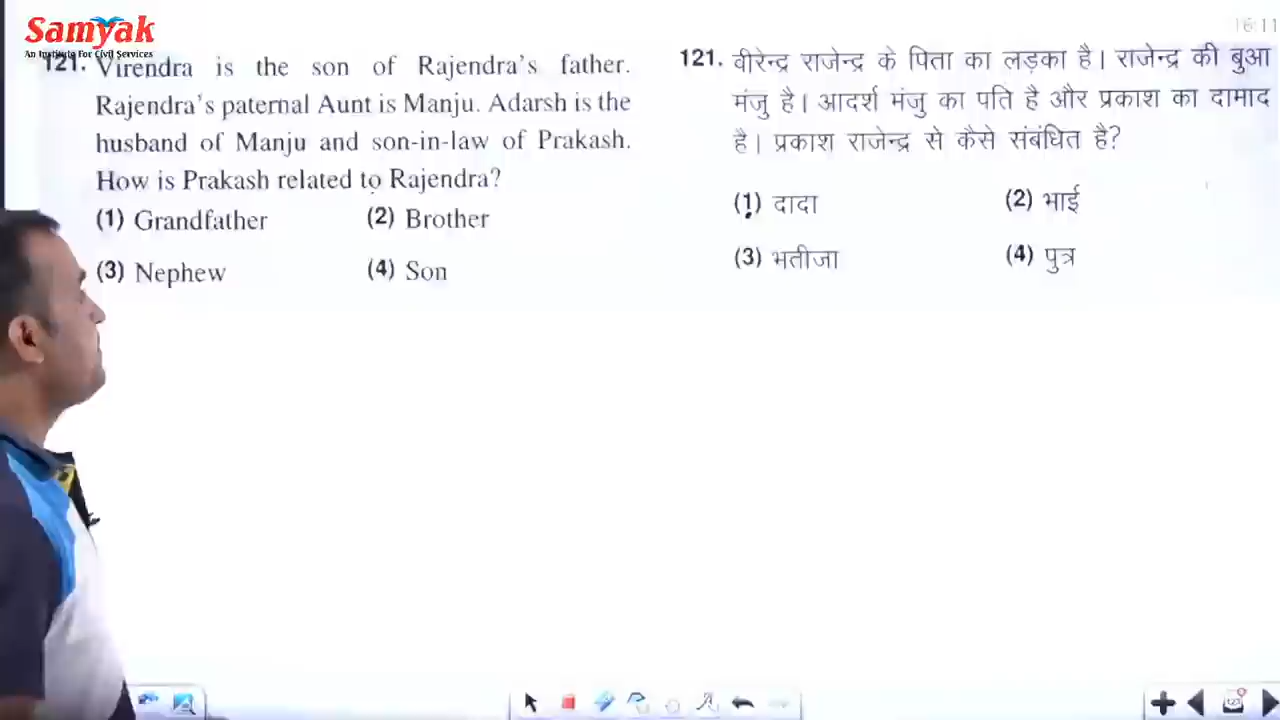 Samyak
An Institute For Civil Services
16:11
121. Virendra is the son of Rajendra's father.
Rajendra's paternal Aunt is Manju. Adarsh is the
husband of Manju and son-in-law of Prakash.
How is Prakash related to Rajendra?
(1) Grandfather (2) Brother
(3) Nephew (4) Son
121. वीरेन्द्र राजेन्द्र के पिता का लड़का है। राजेन्द्र की बुआ
मंजु है। आदर्श मंजु का पति है और प्रकाश का दामाद
है। प्रकाश राजेन्द्र से कैसे संबंधित है?
(1) दादा (2) भाई
(3) भतीजा (4) पुत्र